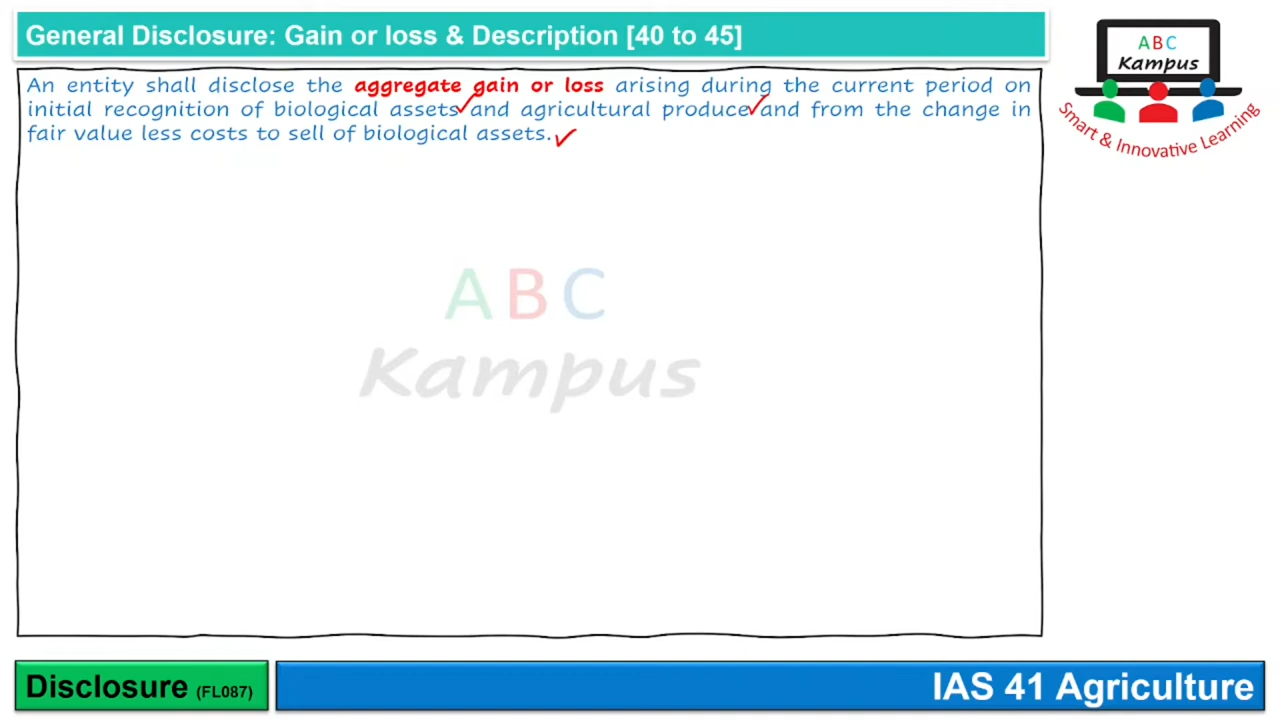 General Disclosure: Gain or loss & Description [40 to 45]
An entity shall disclose the aggregate gain or loss arising during the current period on
initial recognition of biological assets and agricultural produce and from the change in
fair value less costs to sell of biological assets.
A B C
Kampus
Smart & Innovative Learning
A B C
Kampus
Disclosure (FL087)
IAS 41 Agriculture